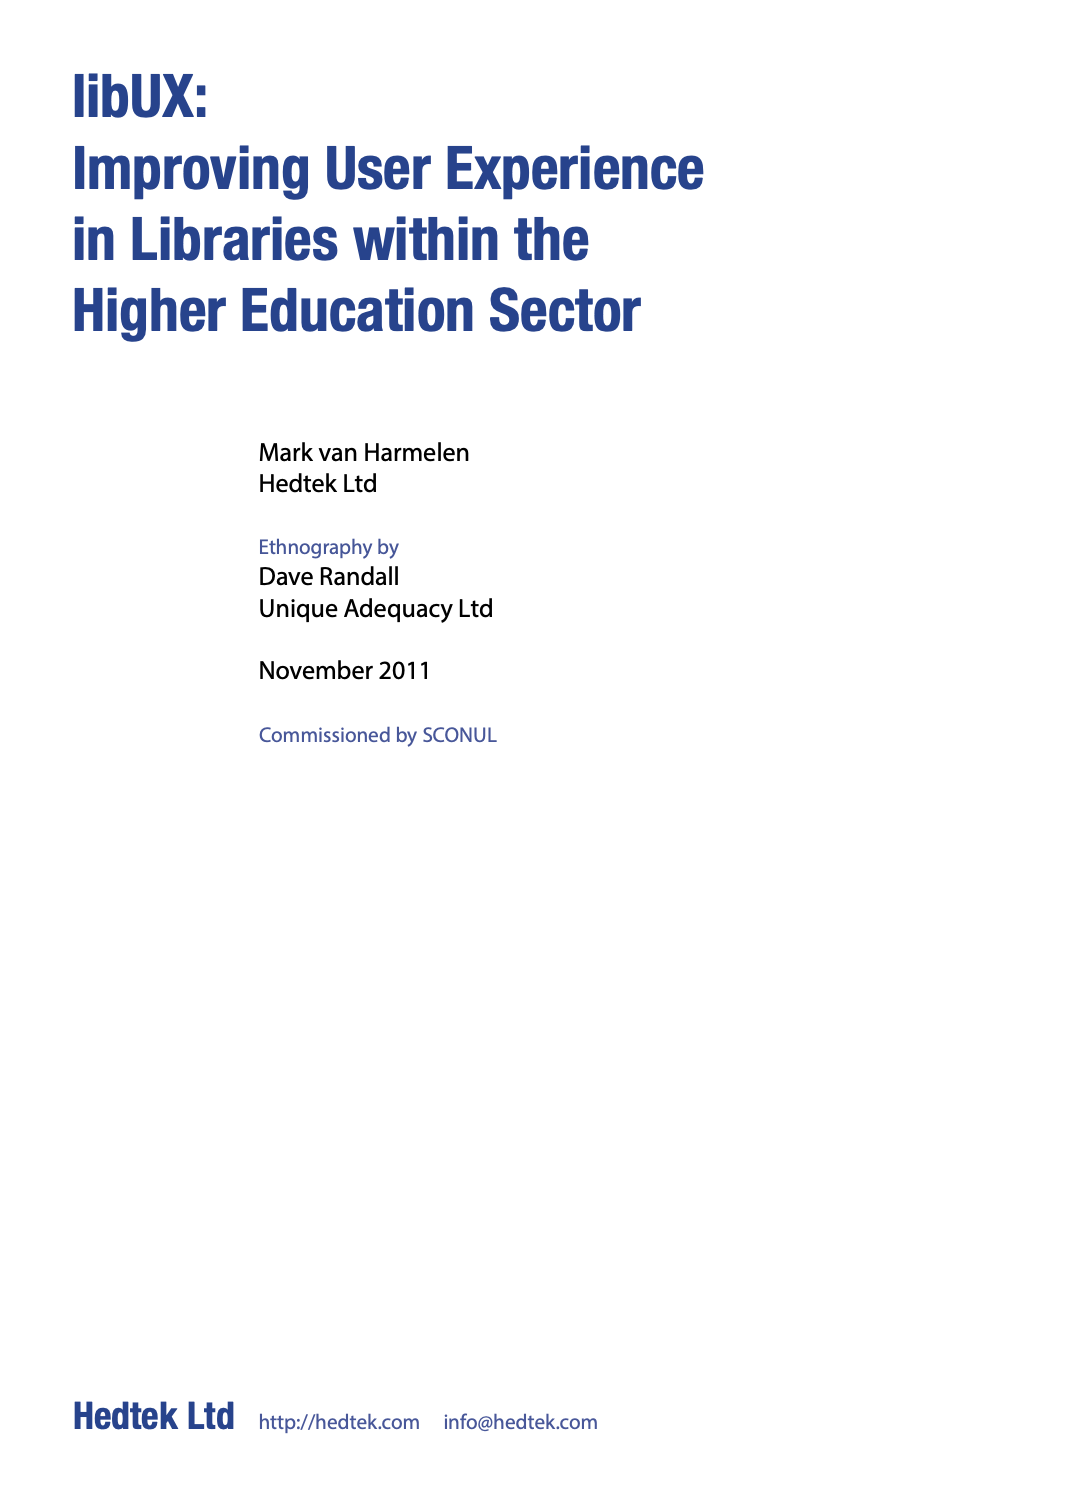 libUX:
Improving User Experience
in Libraries within the
Higher Education Sector
Mark van Harmelen
Hedtek Ltd
Ethnography by
Dave Randall
Unique Adequacy Ltd
November 2011
Commissioned by SCONUL
Hedtek Ltd http://hedtek.com info@hedtek.com